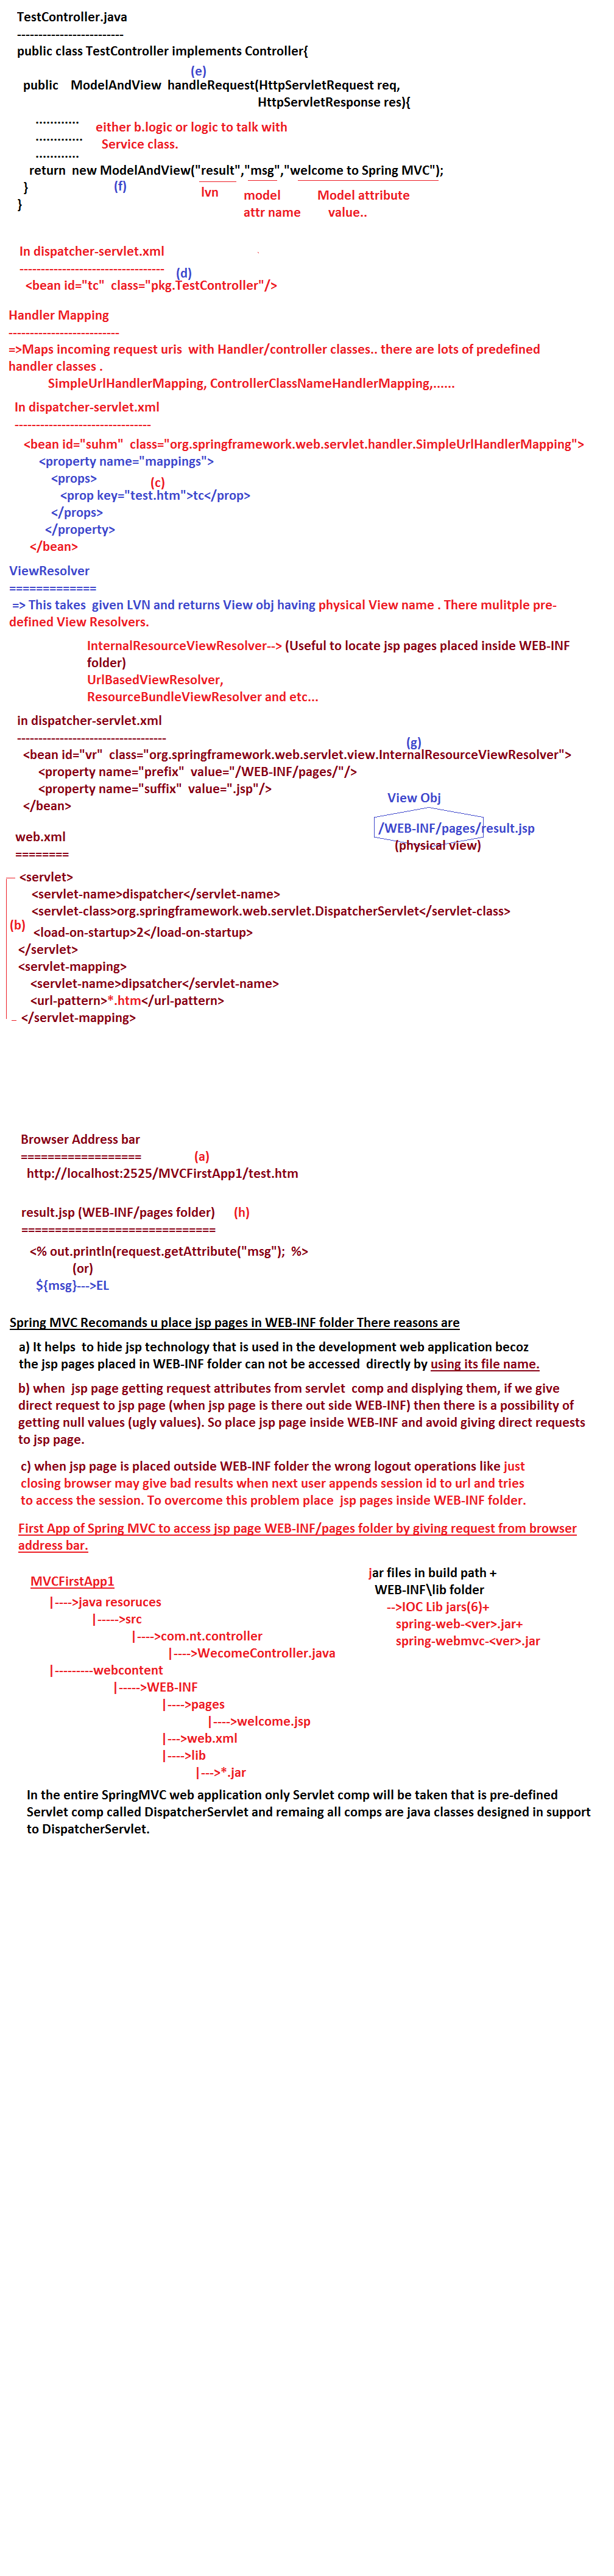 TestController.java
-------------------------
public class TestController implements Controller{
(e)
public    ModelAndView  handleRequest(HttpServletRequest req,
HttpServletResponse res){
............
.............
............
either b.logic or logic to talk with
Service class.
return  new ModelAndView("result","msg","welcome to Spring MVC");
}
(f)
lvn
model
attr name
Model attribute
value..
}
In dispatcher-servlet.xml
----------------------------------
(d)
<bean id="tc"  class="pkg.TestController"/>
Handler Mapping
--------------------------
=>Maps incoming request uris  with Handler/controller classes.. there are lots of predefined
handler classes .
SimpleUrlHandlerMapping, ControllerClassNameHandlerMapping,......
In dispatcher-servlet.xml
--------------------------------
<bean id="suhm"  class="org.springframework.web.servlet.handler.SimpleUrlHandlerMapping">
<property name="mappings">
<props>
(c)
<prop key="test.htm">tc</prop>
</props>
</property>
</bean>
ViewResolver
=============
=> This takes  given LVN and returns View obj having physical View name . There mulitple pre-
defined View Resolvers.
InternalResourceViewResolver--> (Useful to locate jsp pages placed inside WEB-INF
folder)
UrlBasedViewResolver,
ResourceBundleViewResolver and etc...
in dispatcher-servlet.xml
-----------------------------------
(g)
<bean id="vr"  class="org.springframework.web.servlet.view.InternalResourceViewResolver">
<property name="prefix"  value="/WEB-INF/pages/"/>
<property name="suffix"  value=".jsp"/>
</bean>
View Obj
/WEB-INF/pages/result.jsp
(physical view)
web.xml
========
<servlet>
<servlet-name>dispatcher</servlet-name>
<servlet-class>org.springframework.web.servlet.DispatcherServlet</servlet-class>
(b)
<load-on-startup>2</load-on-startup>
</servlet>
<servlet-mapping>
<servlet-name>dipsatcher</servlet-name>
<url-pattern>*.htm</url-pattern>
</servlet-mapping>
Browser Address bar
==================
(a)
http://localhost:2525/MVCFirstApp1/test.htm
result.jsp (WEB-INF/pages folder)
(h)
=============================
<% out.println(request.getAttribute("msg");  %>
(or)
${msg}--->EL
Spring MVC Recomands u place jsp pages in WEB-INF folder There reasons are
a) It helps  to hide jsp technology that is used in the development web application becoz
the jsp pages placed in WEB-INF folder can not be accessed  directly by using its file name.
b) when  jsp page getting request attributes from servlet  comp and displying them, if we give
direct request to jsp page (when jsp page is there out side WEB-INF) then there is a possibility of
getting null values (ugly values). So place jsp page inside WEB-INF and avoid giving direct requests
to jsp page.
c) when jsp page is placed outside WEB-INF folder the wrong logout operations like just
closing browser may give bad results when next user appends session id to url and tries
to access the session. To overcome this problem place  jsp pages inside WEB-INF folder.
First App of Spring MVC to access jsp page WEB-INF/pages folder by giving request from browser
address bar.
MVCFirstApp1
|---->java resoruces
|----->src
|---->com.nt.controller
|---->WecomeController.java
|---------webcontent
|----->WEB-INF
|---->pages
|---->welcome.jsp
|--->web.xml
|---->lib
|--->*.jar
jar files in build path +
WEB-INF\lib folder
-->IOC Lib jars(6)+
spring-web-<ver>.jar+
spring-webmvc-<ver>.jar
In the entire SpringMVC web application only Servlet comp will be taken that is pre-defined
Servlet comp called DispatcherServlet and remaing all comps are java classes designed in support
to DispatcherServlet.